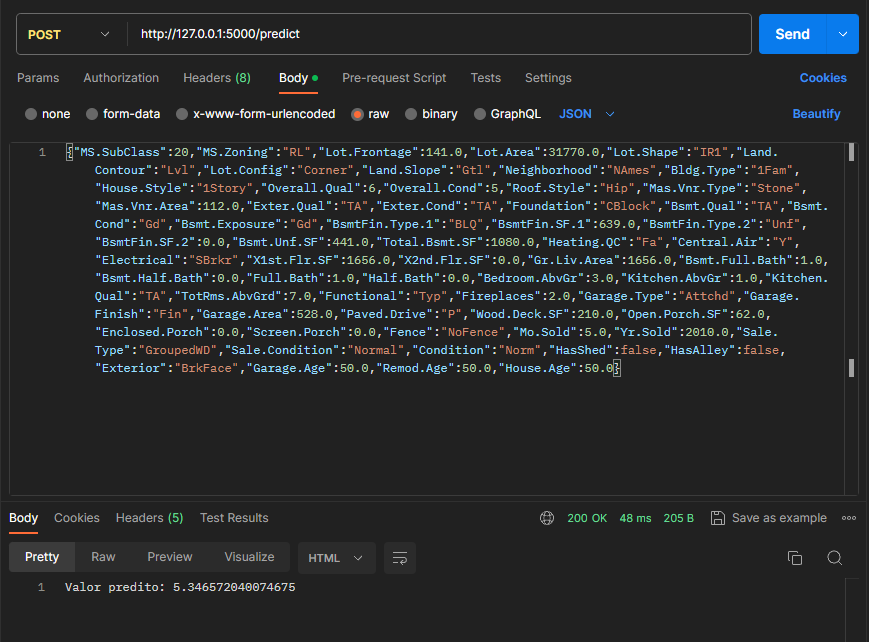 POST http://127.0.0.1:5000/predict Send
Params Authorization Headers (8) Body Pre-request Script Tests Settings Cookies
none form-data x-www-form-urlencoded raw binary GraphQL JSON Beautify
1 {"MS.SubClass":20,"MS.Zoning":"RL","Lot.Frontage":141.0,"Lot.Area":31770.0,"Lot.Shape":"IR1","Land.
Contour":"Lvl","Lot.Config":"Corner","Land.Slope":"Gtl","Neighborhood":"NAmes","Bldg.Type":"1Fam",
"House.Style":"1Story","Overall.Qual":6,"Overall.Cond":5,"Roof.Style":"Hip","Mas.Vnr.Type":"Stone",
"Mas.Vnr.Area":112.0,"Exter.Qual":"TA","Exter.Cond":"TA","Foundation":"CBlock","Bsmt.Qual":"TA","Bsmt.
Cond":"Gd","Bsmt.Exposure":"Gd","BsmtFin.Type.1":"BLQ","BsmtFin.SF.1":639.0,"BsmtFin.Type.2":"Unf",
"BsmtFin.SF.2":0.0,"Bsmt.Unf.SF":441.0,"Total.Bsmt.SF":1080.0,"Heating.QC":"Fa","Central.Air":"Y",
"Electrical":"SBrkr","X1st.Flr.SF":1656.0,"X2nd.Flr.SF":0.0,"Gr.Liv.Area":1656.0,"Bsmt.Full.Bath":1.0,
"Bsmt.Half.Bath":0.0,"Full.Bath":1.0,"Half.Bath":0.0,"Bedroom.AbvGr":3.0,"Kitchen.AbvGr":1.0,"Kitchen.
Qual":"TA","TotRms.AbvGrd":7.0,"Functional":"Typ","Fireplaces":2.0,"Garage.Type":"Attchd","Garage.
Finish":"Fin","Garage.Area":528.0,"Paved.Drive":"P","Wood.Deck.SF":210.0,"Open.Porch.SF":62.0,
"Enclosed.Porch":0.0,"Screen.Porch":0.0,"Fence":"NoFence","Mo.Sold":5.0,"Yr.Sold":2010.0,"Sale.
Type":"GroupedWD","Sale.Condition":"Normal","Condition":"Norm","HasShed":false,"HasAlley":false,
"Exterior":"BrkFace","Garage.Age":50.0,"Remod.Age":50.0,"House.Age":50.0}
Body Cookies Headers (5) Test Results 200 OK 48 ms 205 B Save as example
Pretty Raw Preview Visualize HTML
1 Valor predito: 5.346572040074675